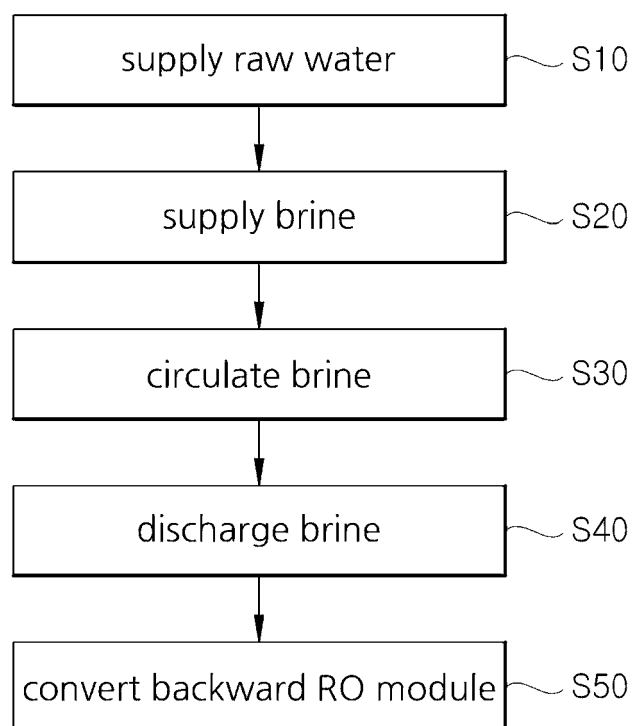 supply raw water S10
supply brine S20
circulate brine S30
discharge brine S40
convert backward RO module S50